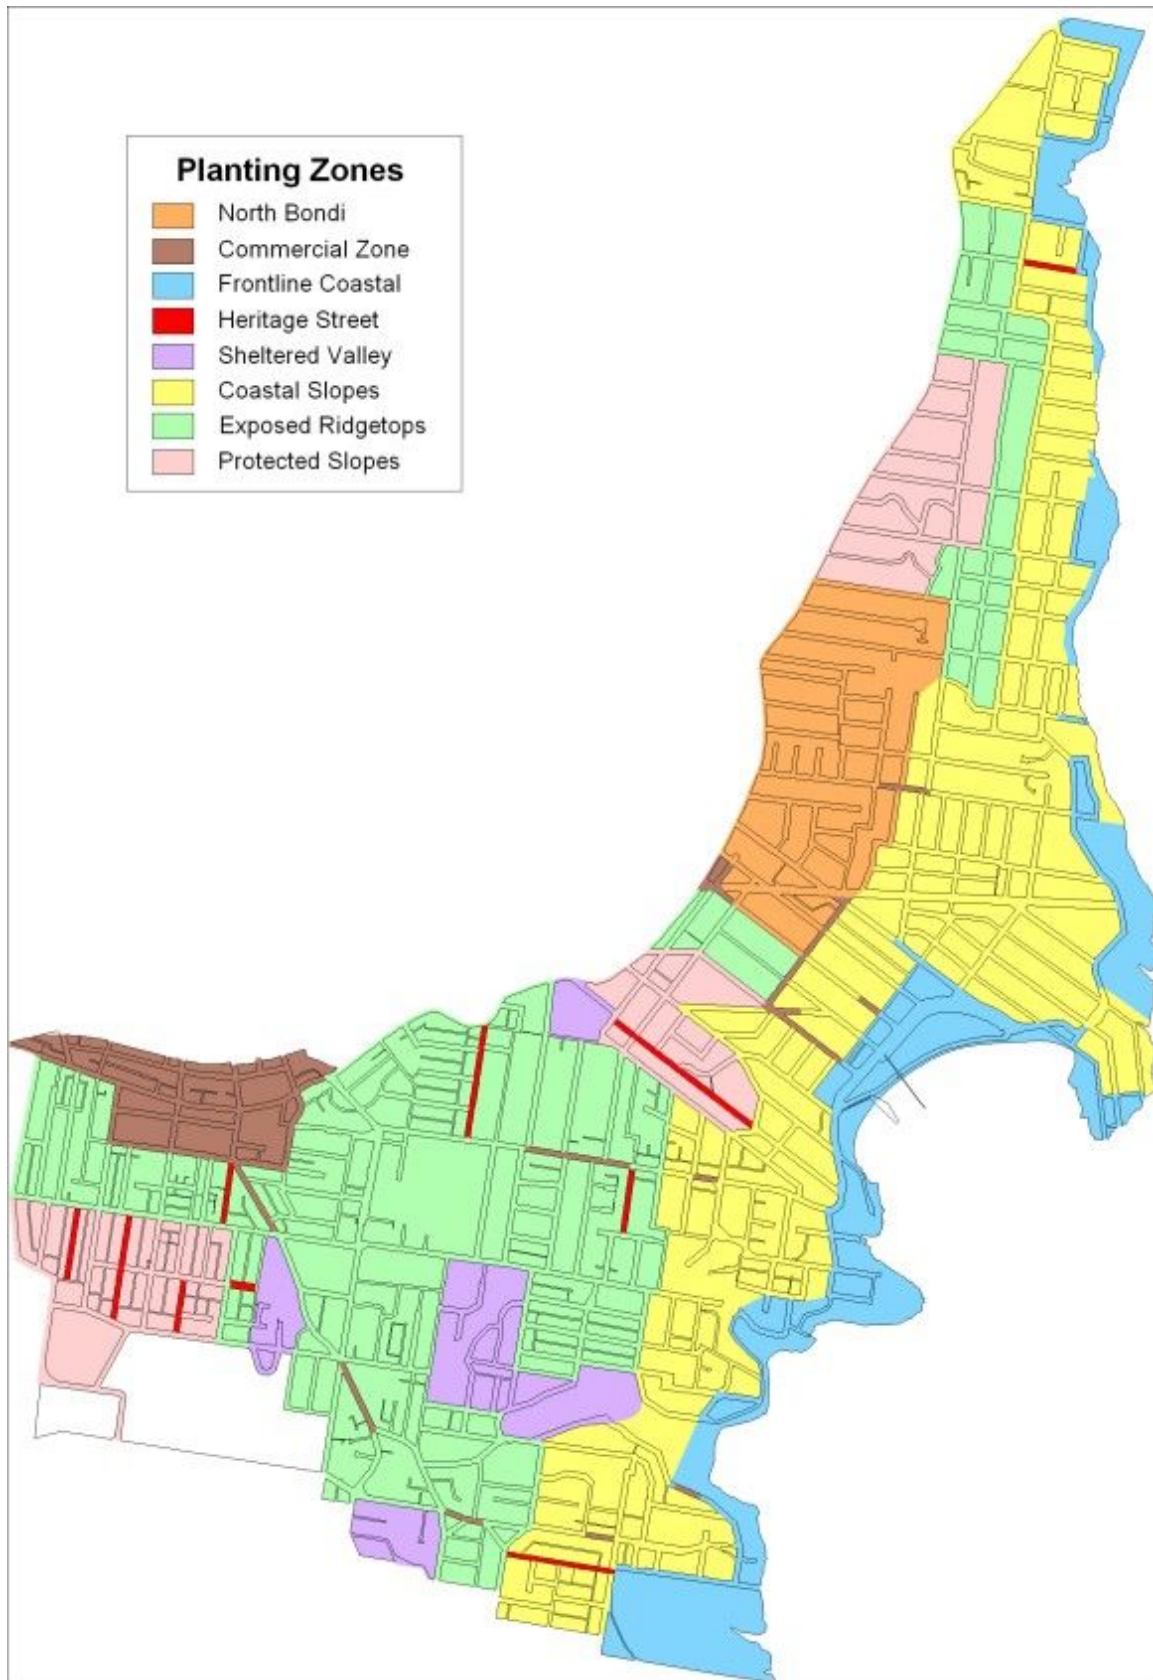 Planting Zones
North Bondi
Commercial Zone
Frontline Coastal
Heritage Street
Sheltered Valley
Coastal Slopes
Exposed Ridgetops
Protected Slopes